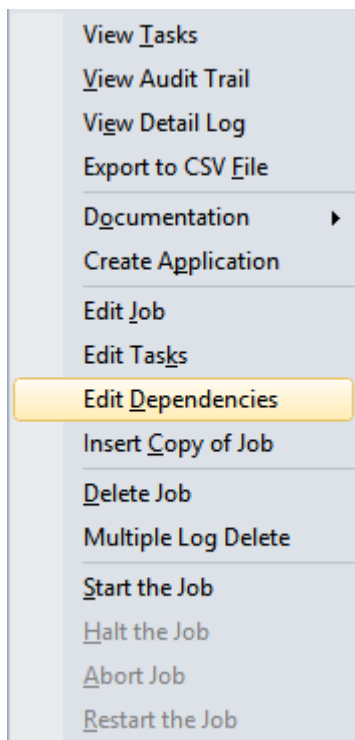 View Tasks
View Audit Trail
View Detail Log
Export to CSV File
Documentation
Create Application
Edit Job
Edit Tasks
Edit Dependencies
Insert Copy of Job
Delete Job
Multiple Log Delete
Start the Job
Halt the Job
Abort Job
Restart the Job